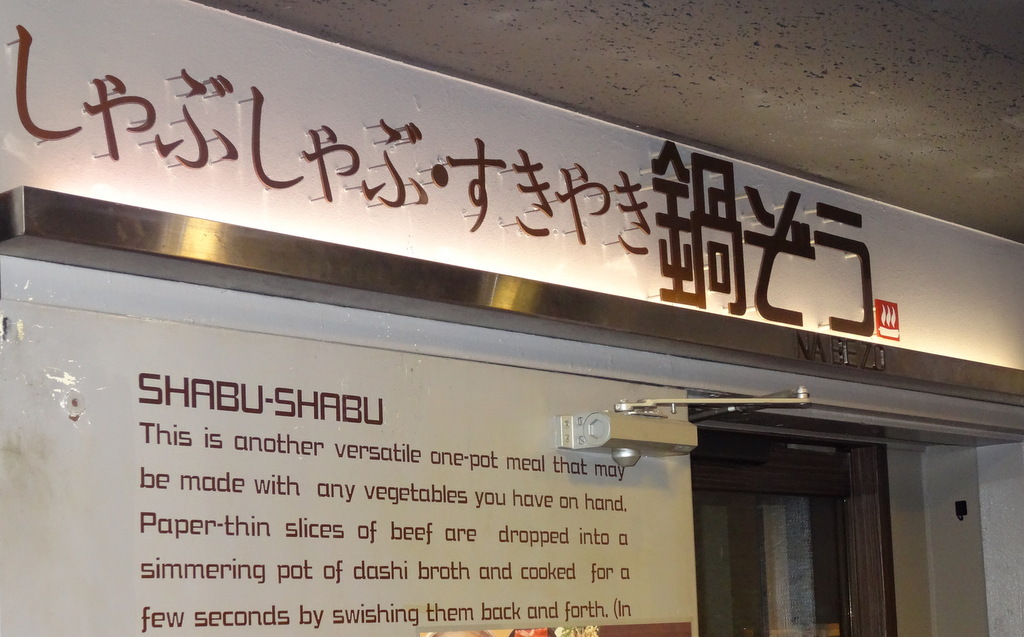 しゃぶしゃぶ・すきやき 鍋ぞう
NABEZO
SHABU-SHABU
This is another versatile one-pot meal that may
be made with any vegetables you have on hand.
Paper-thin slices of beef are dropped into a
simmering pot of dashi broth and cooked for a
few seconds by swishing them back and forth. (In